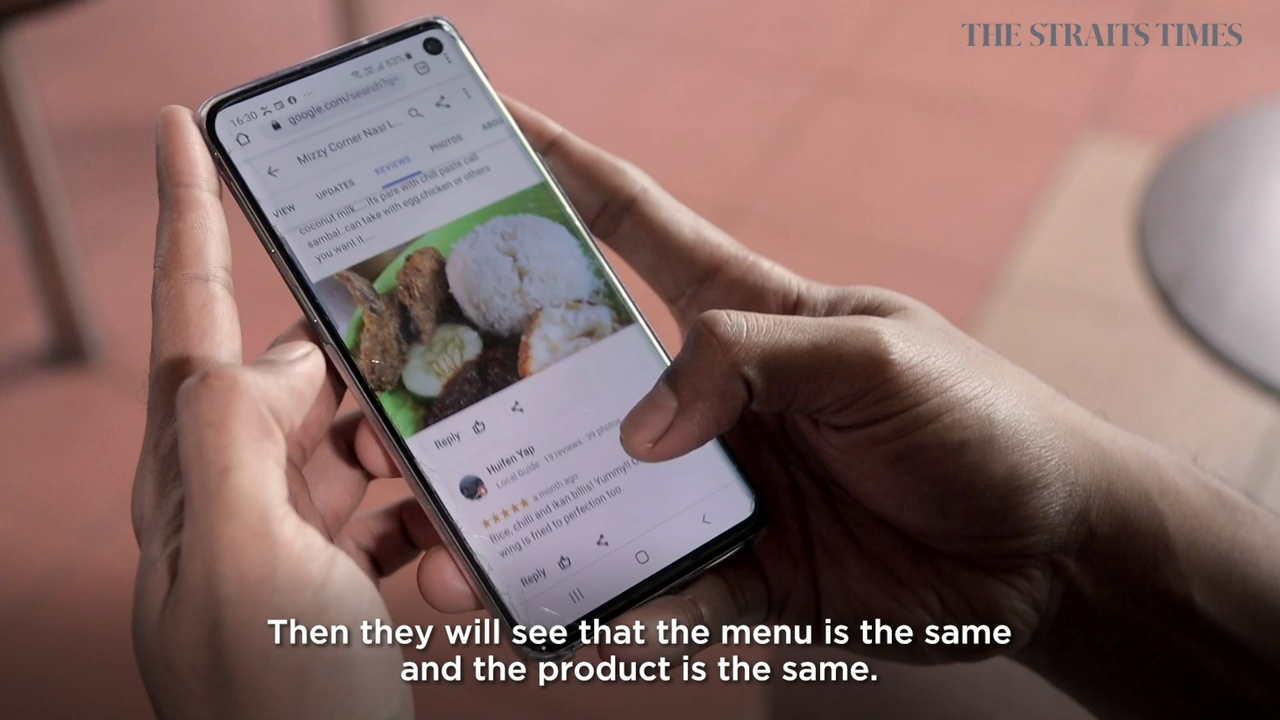 THE STRAITS TIMES
16:30
83%
google.com/search?q=
Mizzy Corner Nasi L...
VIEW UPDATES REVIEWS PHOTOS ABO
coconut milk....its pare with chili paste call
sambal..can take with egg,chicken or others
you want it....
Reply
Huifen Yap
Local Guide · 19 reviews · 39 photos
★★★★★ a month ago
Rice, chilli and ikan bilis! Yummy!!
wing is fried to perfection too.
Reply
Then they will see that the menu is the same
and the product is the same.